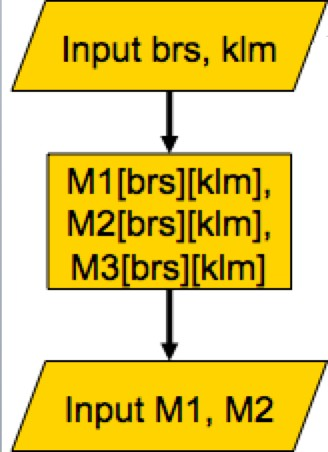 Input brs, klm
M1[brs][klm],
M2[brs][klm],
M3[brs][klm]
Input M1, M2